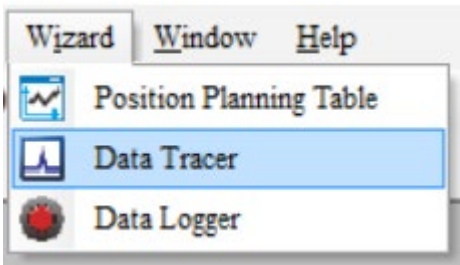 Wizard Window Help
Position Planning Table
Data Tracer
Data Logger